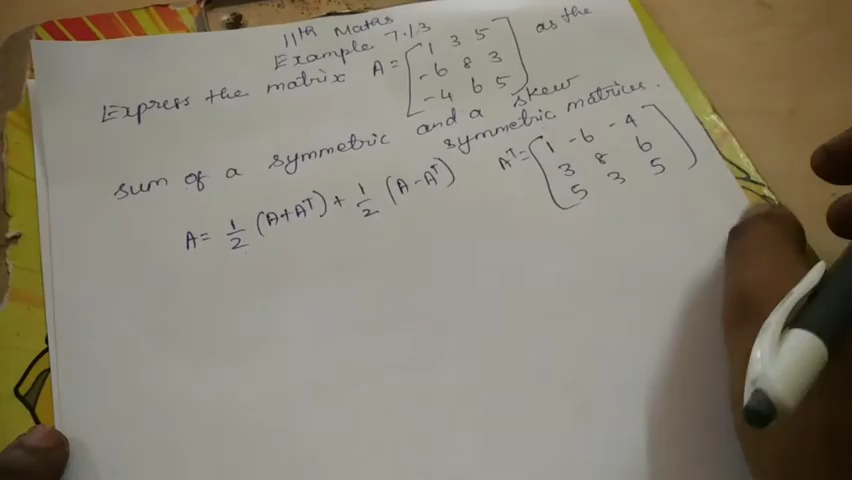 11th Maths
Example 7.13
Express the matrix A = [1 3 5 as the
-6 8 3
-4 6 5]
sum of a symmetric and a skew
symmetric matrices.
A = 1/2 (A+A^T) + 1/2 (A-A^T)
A^T = [1 -6 -4
3 8 6
5 3 5]